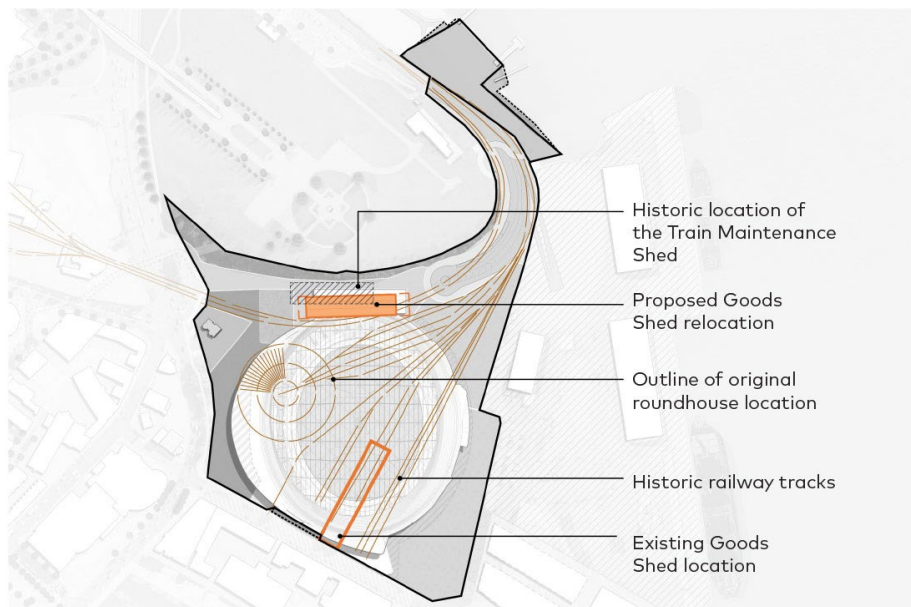 Historic location of
the Train Maintenance
Shed
Proposed Goods
Shed relocation
Outline of original
roundhouse location
Historic railway tracks
Existing Goods
Shed location